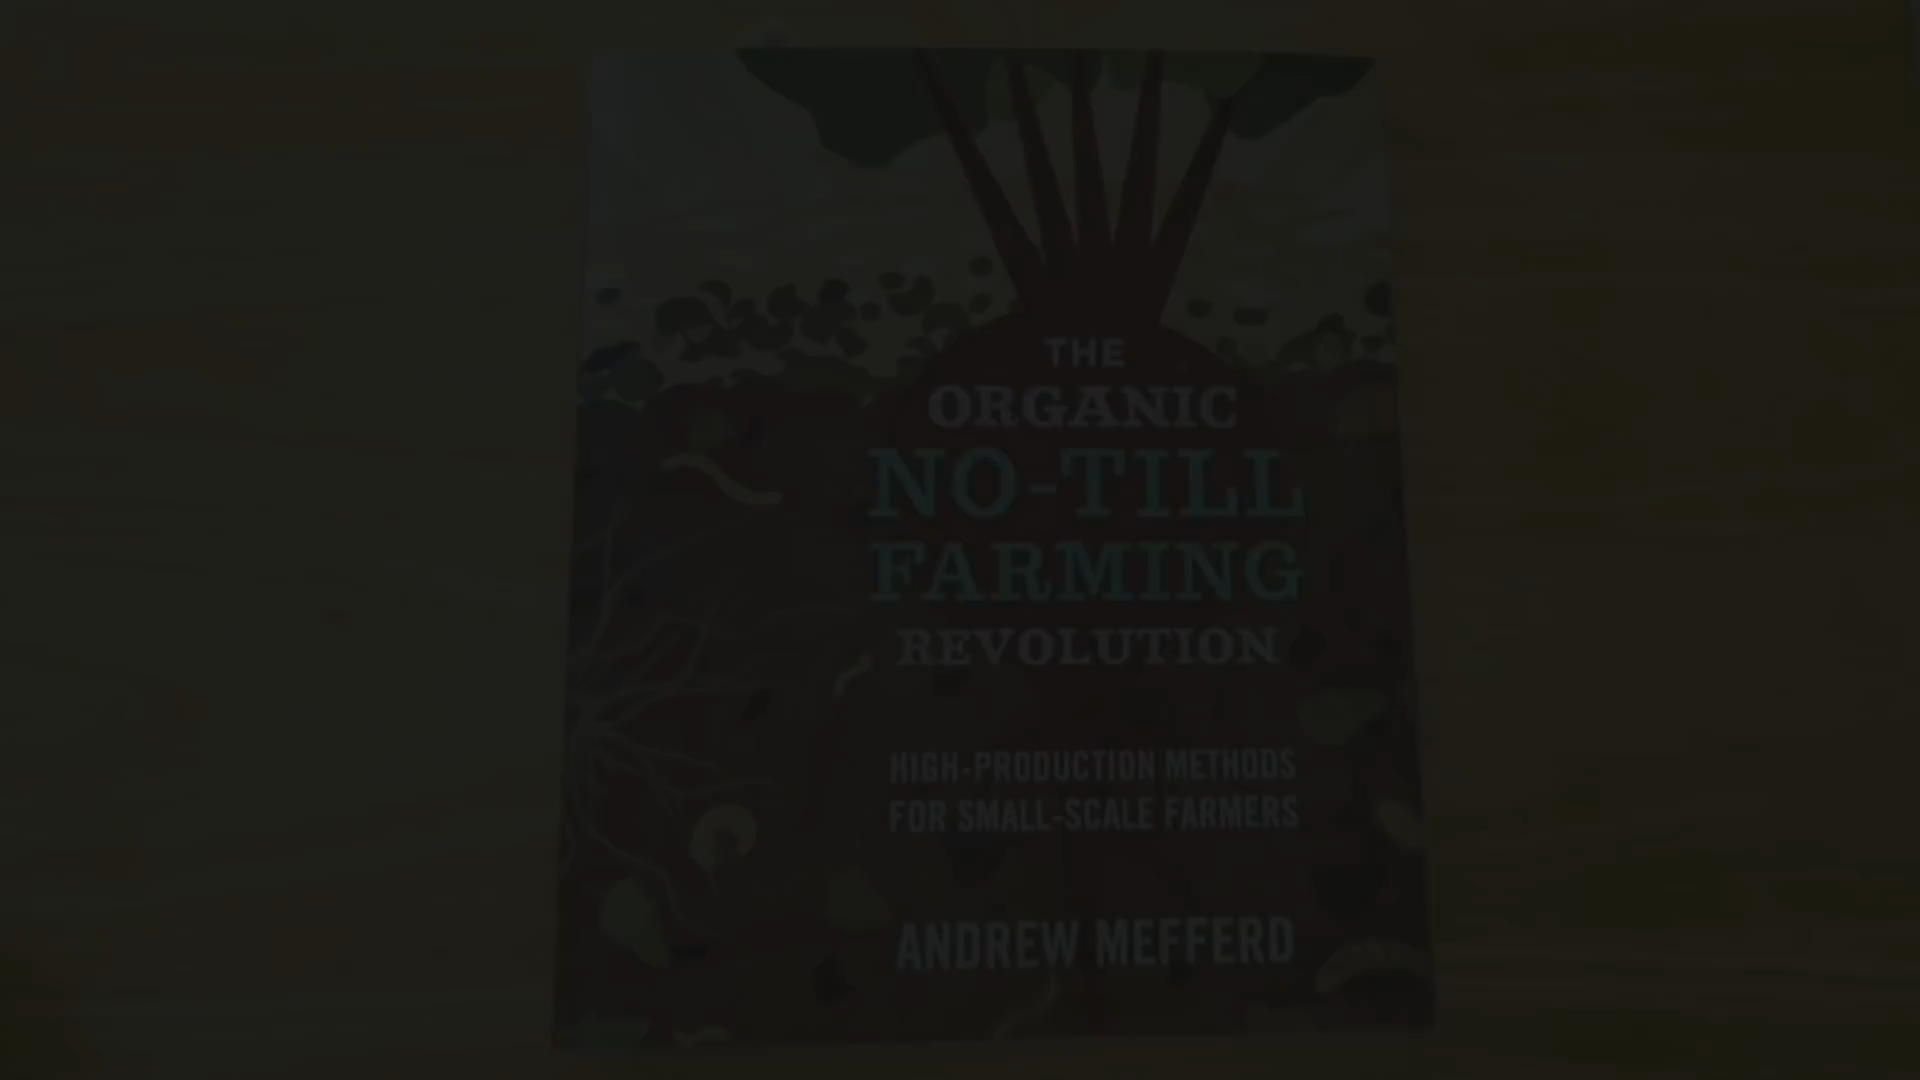 THE
ORGANIC
NO-TILL
FARMING
REVOLUTION
HIGH-PRODUCTION METHODS
FOR SMALL-SCALE FARMERS
ANDREW MEFFERD